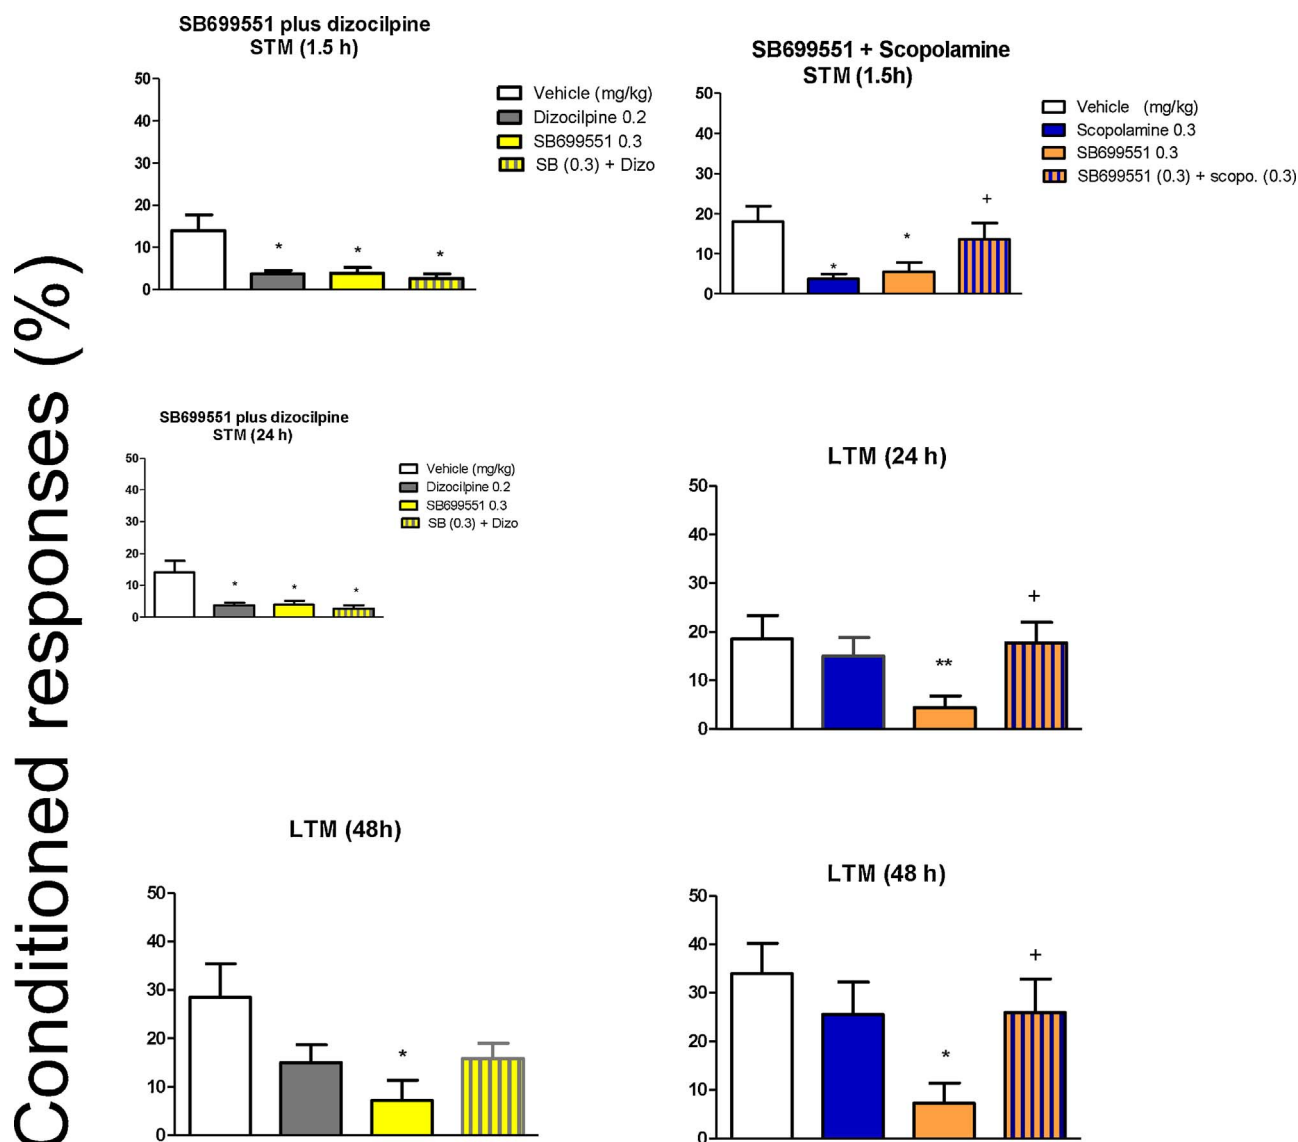 Conditioned responses (%)
SB699551 plus dizocilpine
STM (1.5 h)
50
40
30
20
10
0
*
*
*
Vehicle (mg/kg)
Dizocilpine 0.2
SB699551 0.3
SB (0.3) + Dizo
SB699551 + Scopolamine
STM (1.5h)
50
40
30
20
10
0
*
*
+
Vehicle (mg/kg)
Scopolamine 0.3
SB699551 0.3
SB699551 (0.3) + scopo. (0.3)
SB699551 plus dizocilpine
STM (24 h)
50
40
30
20
10
0
*
*
*
Vehicle (mg/kg)
Dizocilpine 0.2
SB699551 0.3
SB (0.3) + Dizo
LTM (24 h)
50
40
30
20
10
0
**
+
LTM (48h)
50
40
30
20
10
0
*
LTM (48 h)
50
40
30
20
10
0
*
+